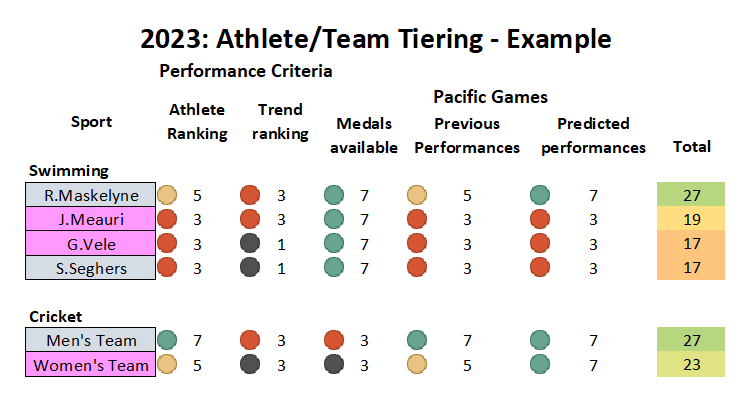 2023: Athlete/Team Tiering - Example
Performance Criteria
Sport
Athlete Ranking
Trend ranking
Medals available
Pacific Games
Previous Performances
Predicted performances
Total
Swimming
R.Maskelyne 5 3 7 5 7 27
J.Meauri 3 3 7 3 3 19
G.Vele 3 1 7 3 3 17
S.Seghers 3 1 7 3 3 17
Cricket
Men's Team 7 3 3 7 7 27
Women's Team 5 3 3 5 7 23